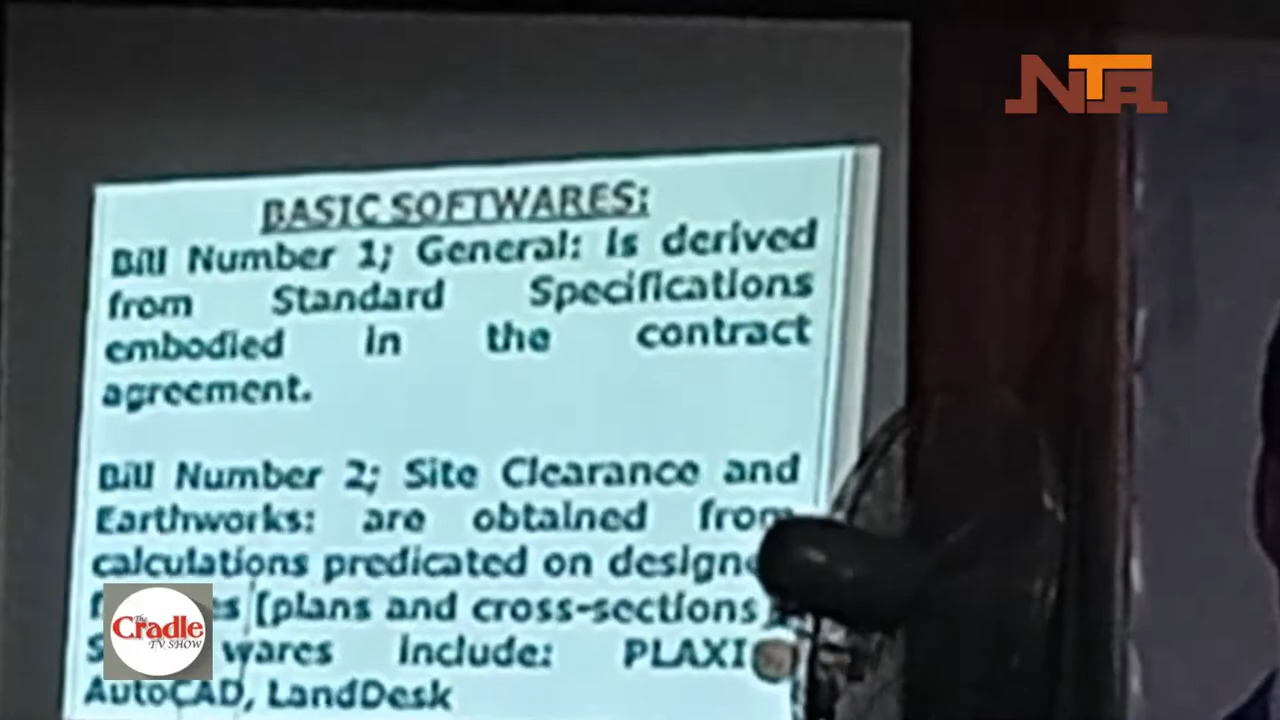 NTA
BASIC SOFTWARES:
Bill Number 1; General: Is derived
from Standard Specifications
embodied in the contract
agreement.
Bill Number 2; Site Clearance and
Earthworks: are obtained from
calculations predicated on
[plans and cross-sections
include:
AutoCAD, LandDesk
The
Cradle
TV SHOW